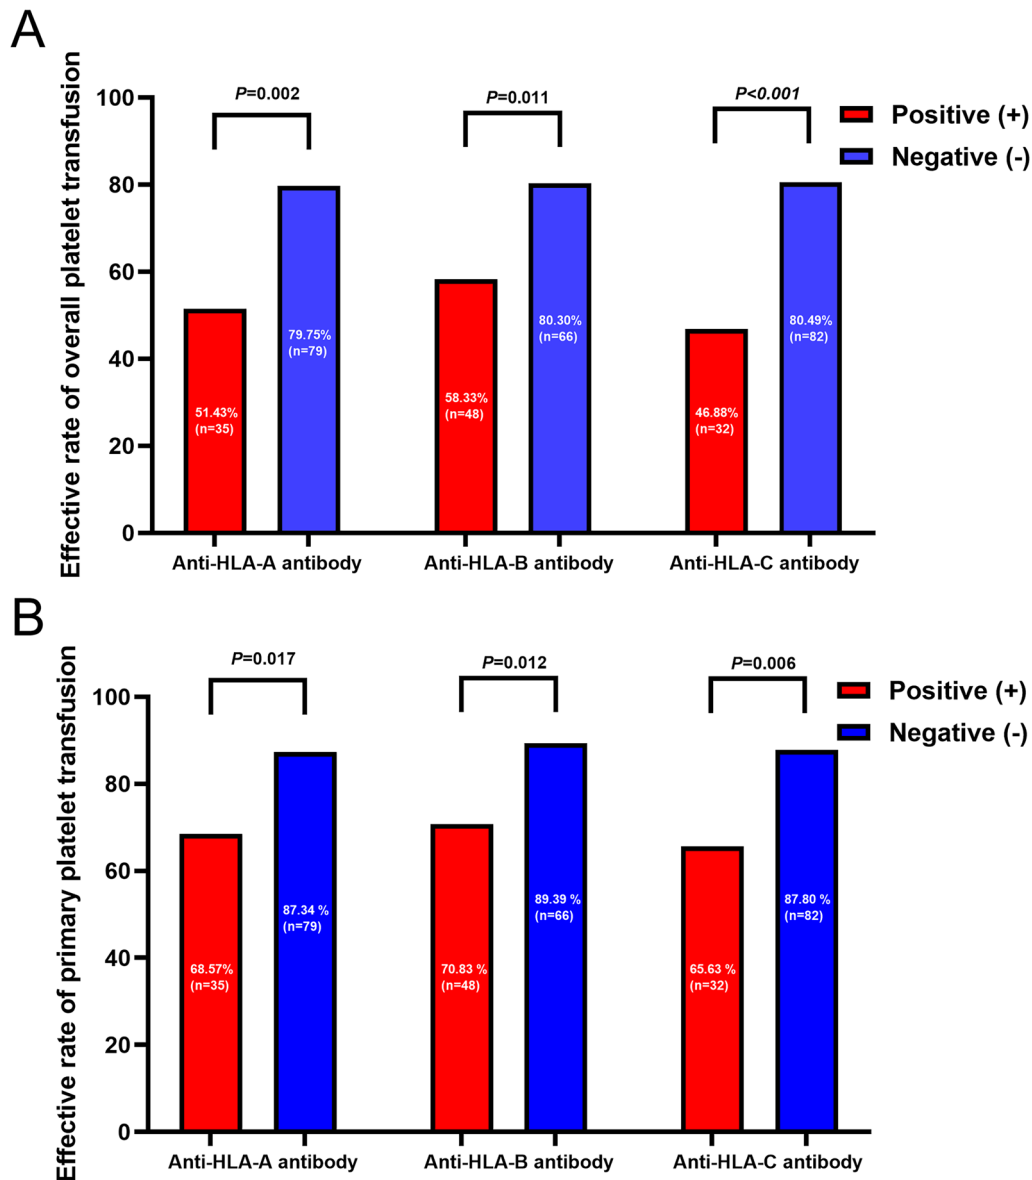 A
Effective rate of overall platelet transfusion
100
80
60
40
20
0
P=0.002
P=0.011
P<0.001
Positive (+)
Negative (-)
51.43%
(n=35)
79.75%
(n=79)
58.33%
(n=48)
80.30%
(n=66)
46.88%
(n=32)
80.49%
(n=82)
Anti-HLA-A antibody
Anti-HLA-B antibody
Anti-HLA-C antibody
B
Effective rate of primary platelet transfusion
100
80
60
40
20
0
P=0.017
P=0.012
P=0.006
Positive (+)
Negative (-)
68.57%
(n=35)
87.34 %
(n=79)
70.83 %
(n=48)
89.39 %
(n=66)
65.63 %
(n=32)
87.80 %
(n=82)
Anti-HLA-A antibody
Anti-HLA-B antibody
Anti-HLA-C antibody